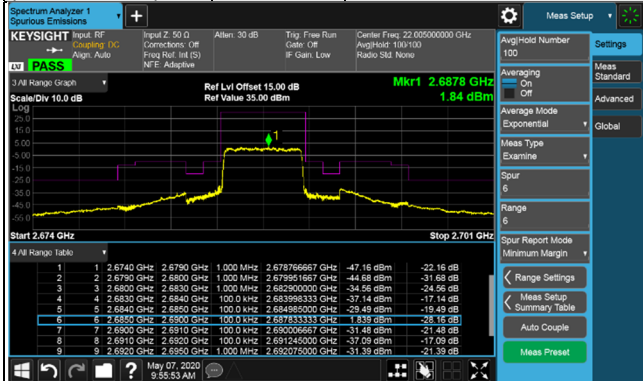 Spectrum Analyzer 1
Spurious Emissions
Meas Setup
KEYSIGHT Input: RF Input Z: 50 Ω Atten: 30 dB Trig: Free Run Center Freq: 22.005000000 GHz
Coupling: DC Corrections: Off Gate: Off Avg|Hold: 100/100
Align: Auto Freq Ref: Int (S) IF Gain: Low Radio Std: None
NFE: Adaptive
LXI PASS
3 All Range Graph Ref Lvl Offset 15.00 dB Mkr1 2.6878 GHz
Scale/Div 10.0 dB Ref Value 35.00 dBm 1.84 dBm
Log
25.0
15.0
5.00
-5.00
-15.0
-25.0
-35.0
-45.0
-55.0
1
Start 2.674 GHz Stop 2.701 GHz
4 All Range Table
1 1 2.6740 GHz 2.6790 GHz 1.000 MHz 2.678766667 GHz -47.16 dBm -22.16 dB
2 2 2.6790 GHz 2.6800 GHz 1.000 MHz 2.679951667 GHz -44.68 dBm -31.68 dB
3 3 2.6800 GHz 2.6830 GHz 1.000 MHz 2.682900000 GHz -34.56 dBm -24.56 dB
4 4 2.6830 GHz 2.6840 GHz 100.0 kHz 2.683998333 GHz -37.14 dBm -17.14 dB
5 5 2.6840 GHz 2.6850 GHz 100.0 kHz 2.684985000 GHz -29.49 dBm -19.49 dB
6 6 2.6850 GHz 2.6900 GHz 100.0 kHz 2.687833333 GHz 1.839 dBm -28.16 dB
7 7 2.6900 GHz 2.6910 GHz 100.0 kHz 2.690006667 GHz -31.48 dBm -21.48 dB
8 8 2.6910 GHz 2.6920 GHz 100.0 kHz 2.691245000 GHz -37.09 dBm -17.09 dB
9 9 2.6920 GHz 2.6950 GHz 1.000 MHz 2.692075000 GHz -31.39 dBm -21.39 dB
May 07, 2020
9:55:53 AM
Avg|Hold Number
100
Averaging
On
Off
Average Mode
Exponential
Meas Type
Examine
Spur
6
Range
6
Spur Report Mode
Minimum Margin
Range Settings
Meas Setup
Summary Table
Auto Couple
Meas Preset
Settings
Meas
Standard
Advanced
Global